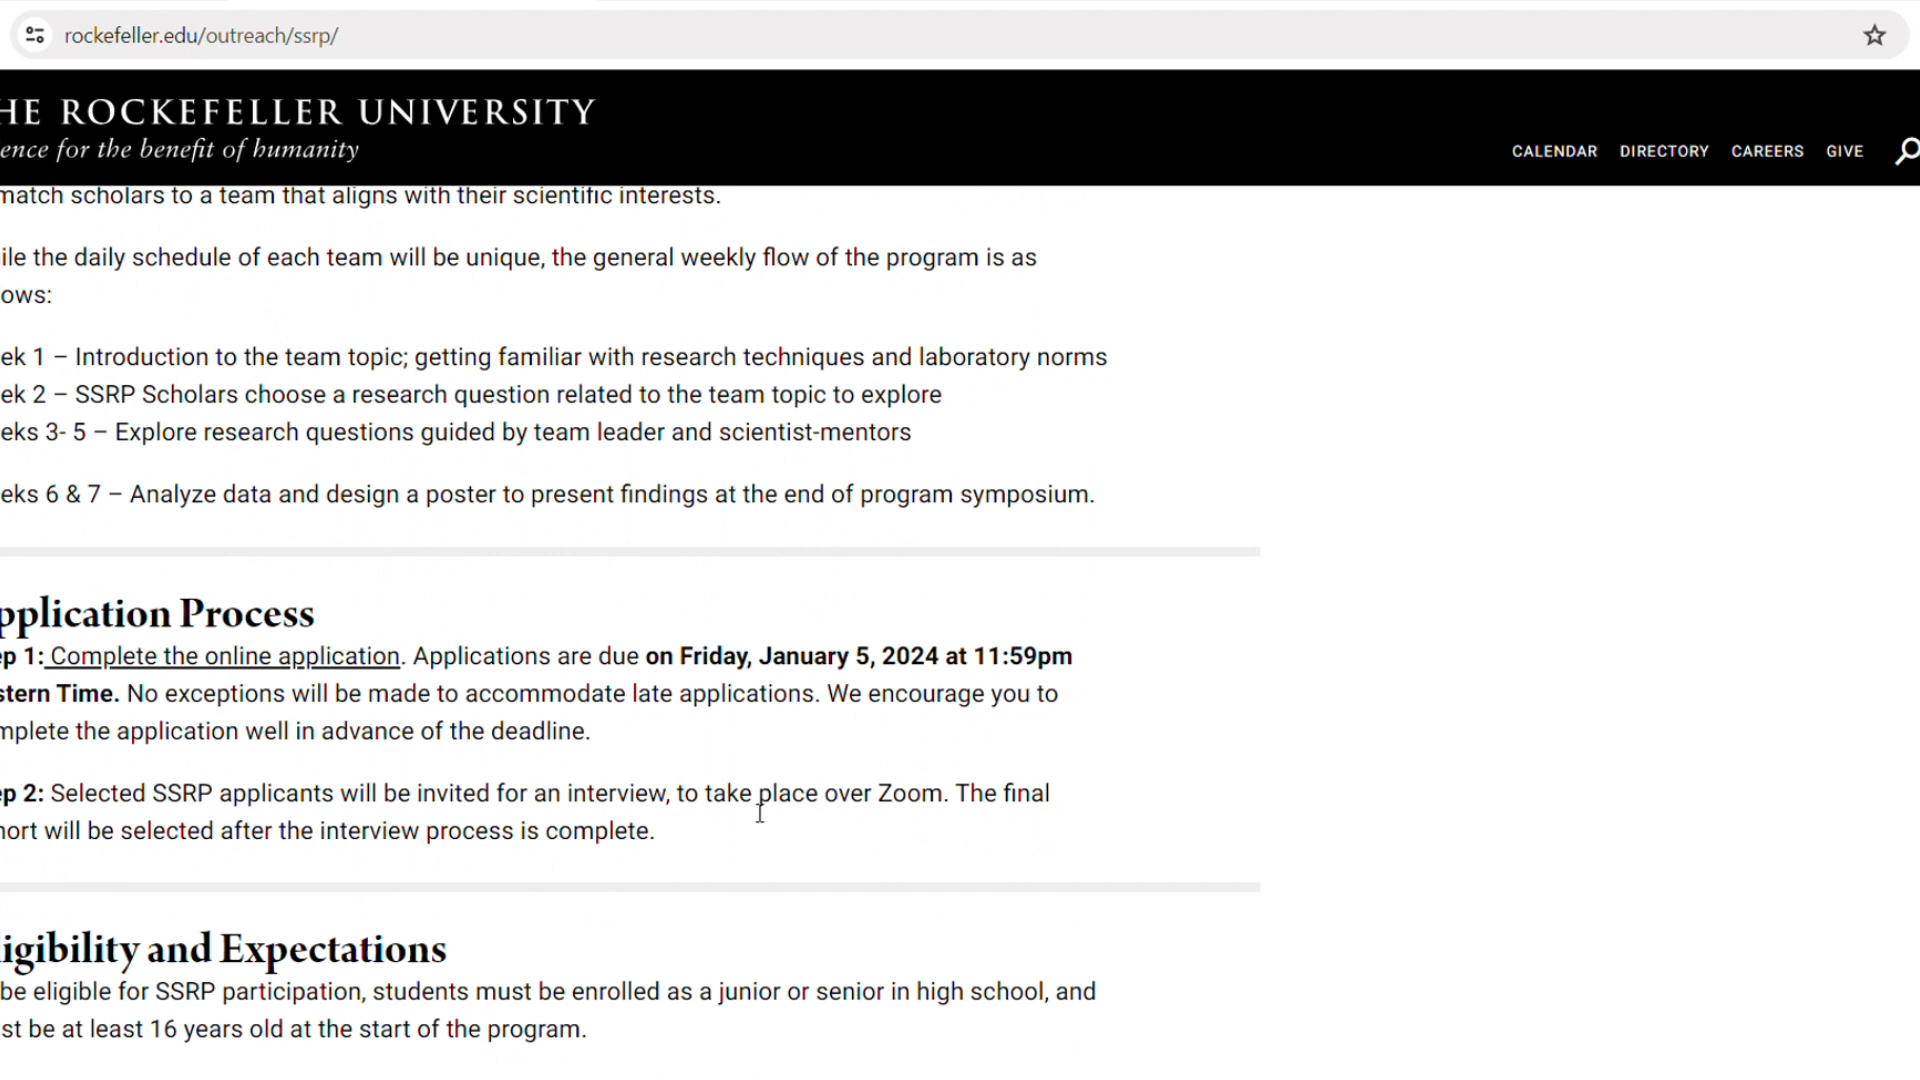 rockefeller.edu/outreach/ssrp/
HE ROCKEFELLER UNIVERSITY
ence for the benefit of humanity
CALENDAR DIRECTORY CAREERS GIVE
match scholars to a team that aligns with their scientific interests.
ile the daily schedule of each team will be unique, the general weekly flow of the program is as
ows:
ek 1 – Introduction to the team topic; getting familiar with research techniques and laboratory norms
ek 2 – SSRP Scholars choose a research question related to the team topic to explore
eks 3- 5 – Explore research questions guided by team leader and scientist-mentors
eks 6 & 7 – Analyze data and design a poster to present findings at the end of program symposium.
pplication Process
ep 1: Complete the online application. Applications are due on Friday, January 5, 2024 at 11:59pm
stern Time. No exceptions will be made to accommodate late applications. We encourage you to
mplete the application well in advance of the deadline.
ep 2: Selected SSRP applicants will be invited for an interview, to take place over Zoom. The final
hort will be selected after the interview process is complete.
ligibility and Expectations
be eligible for SSRP participation, students must be enrolled as a junior or senior in high school, and
st be at least 16 years old at the start of the program.